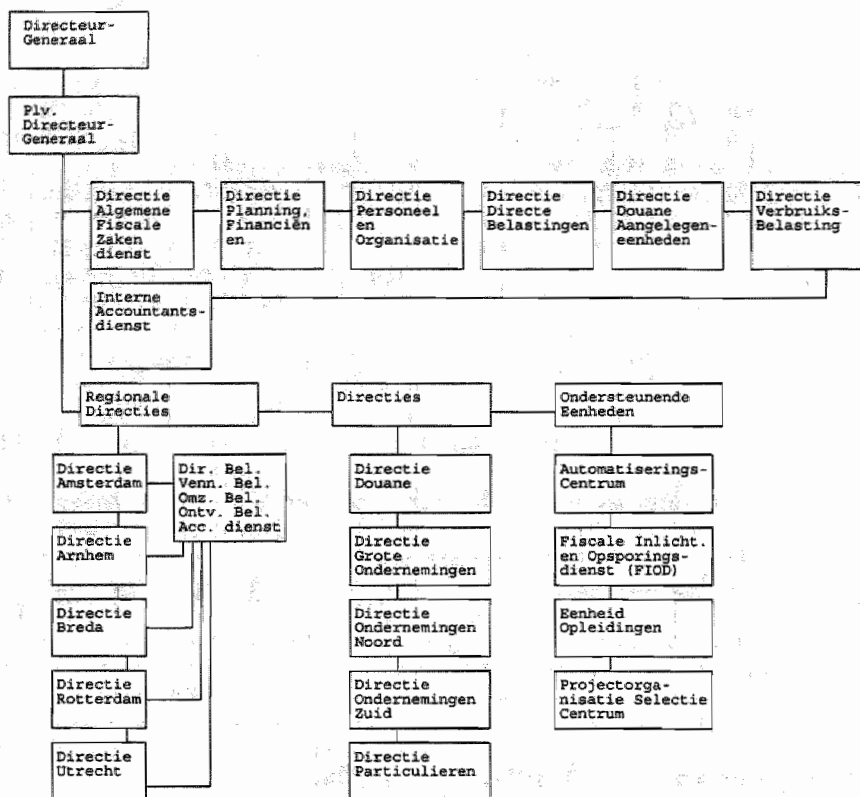 Directeur-
Generaal
Plv.
Directeur-
Generaal
Directie
Algemene
Fiscale
Zaken
dienst
Directie
Planning,
Financiën
en
Directie
Personeel
en
Organisatie
Directie
Directe
Belastingen
Directie
Douane
Aangelegen-
eenheden
Directie
Verbruiks-
Belasting
Interne
Accountants-
dienst
Regionale
Directies
Directies
Ondersteunende
Eenheden
Directie
Amsterdam
Dir. Bel.
Venn. Bel.
Omz. Bel.
Ontv. Bel.
Acc. dienst
Directie
Arnhem
Directie
Breda
Directie
Rotterdam
Directie
Utrecht
Directie
Douane
Directie
Grote
Ondernemingen
Directie
Ondernemingen
Noord
Directie
Ondernemingen
Zuid
Directie
Particulieren
Automatiserings-
Centrum
Fiscale Inlicht.
en Opsporings-
dienst (FIOD)
Eenheid
Opleidingen
Projectorga-
nisatie Selectie
Centrum